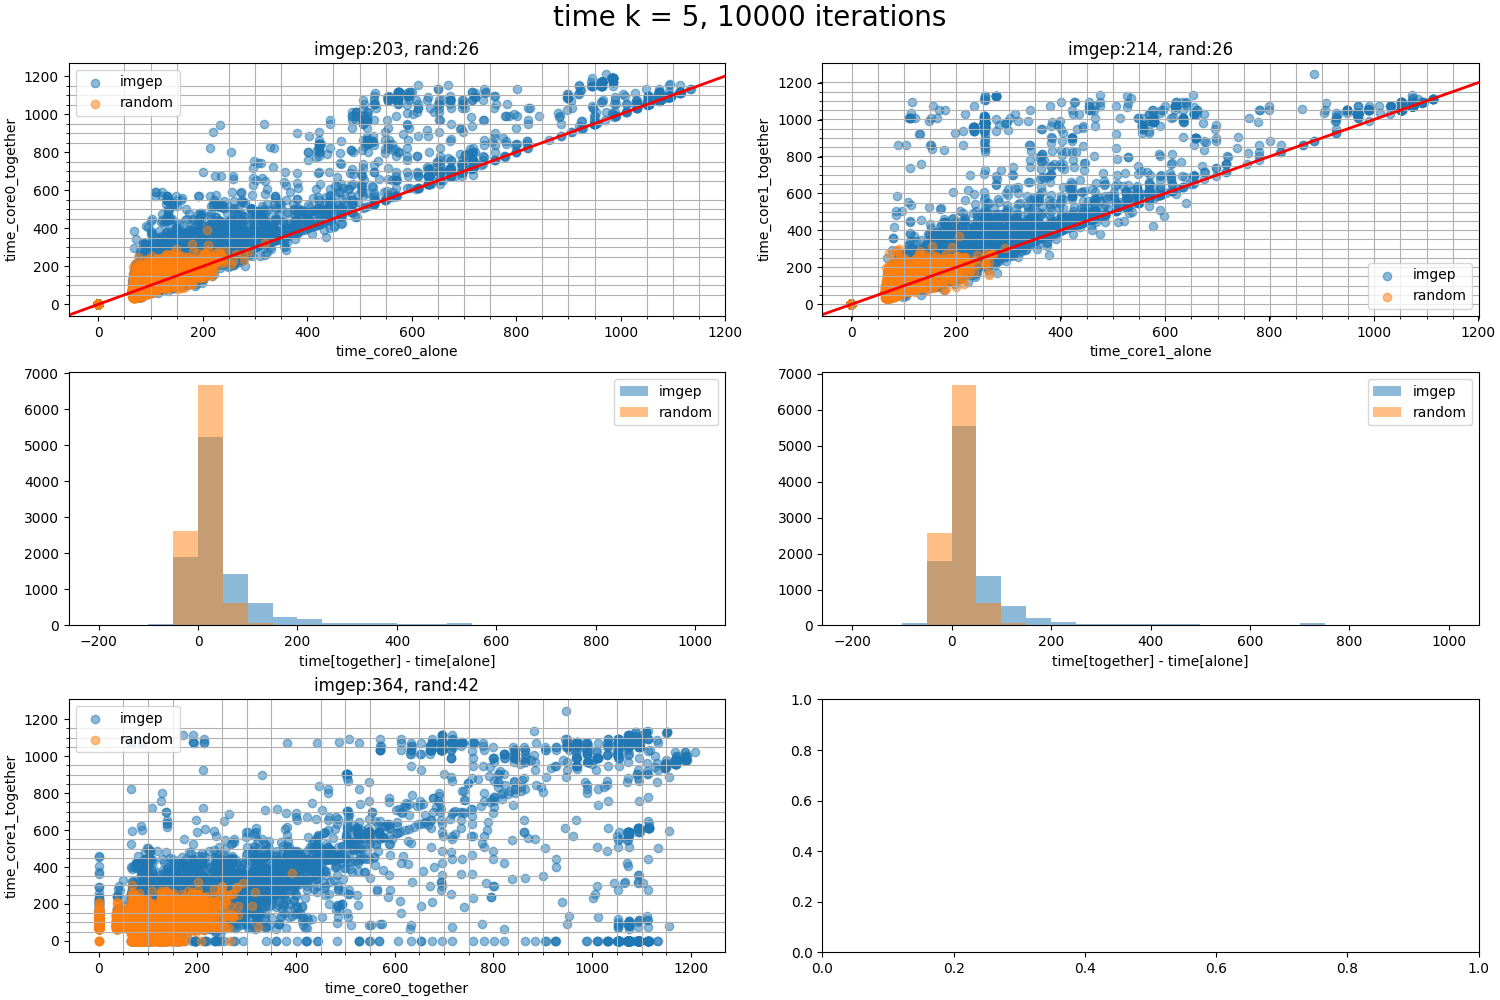 time k = 5, 10000 iterations
imgep:203, rand:26
imgep
random
time_core0_together
0
200
400
600
800
1000
1200
0 200 400 600 800 1000 1200
time_core0_alone
imgep:214, rand:26
imgep
random
time_core1_together
0
200
400
600
800
1000
1200
0 200 400 600 800 1000 1200
time_core1_alone
7000
6000
5000
4000
3000
2000
1000
0
imgep
random
−200 0 200 400 600 800 1000
time[together] - time[alone]
7000
6000
5000
4000
3000
2000
1000
0
imgep
random
−200 0 200 400 600 800 1000
time[together] - time[alone]
imgep:364, rand:42
imgep
random
time_core1_together
1200
1000
800
600
400
200
0
0 200 400 600 800 1000 1200
time_core0_together
1.0
0.8
0.6
0.4
0.2
0.0
0.0 0.2 0.4 0.6 0.8 1.0